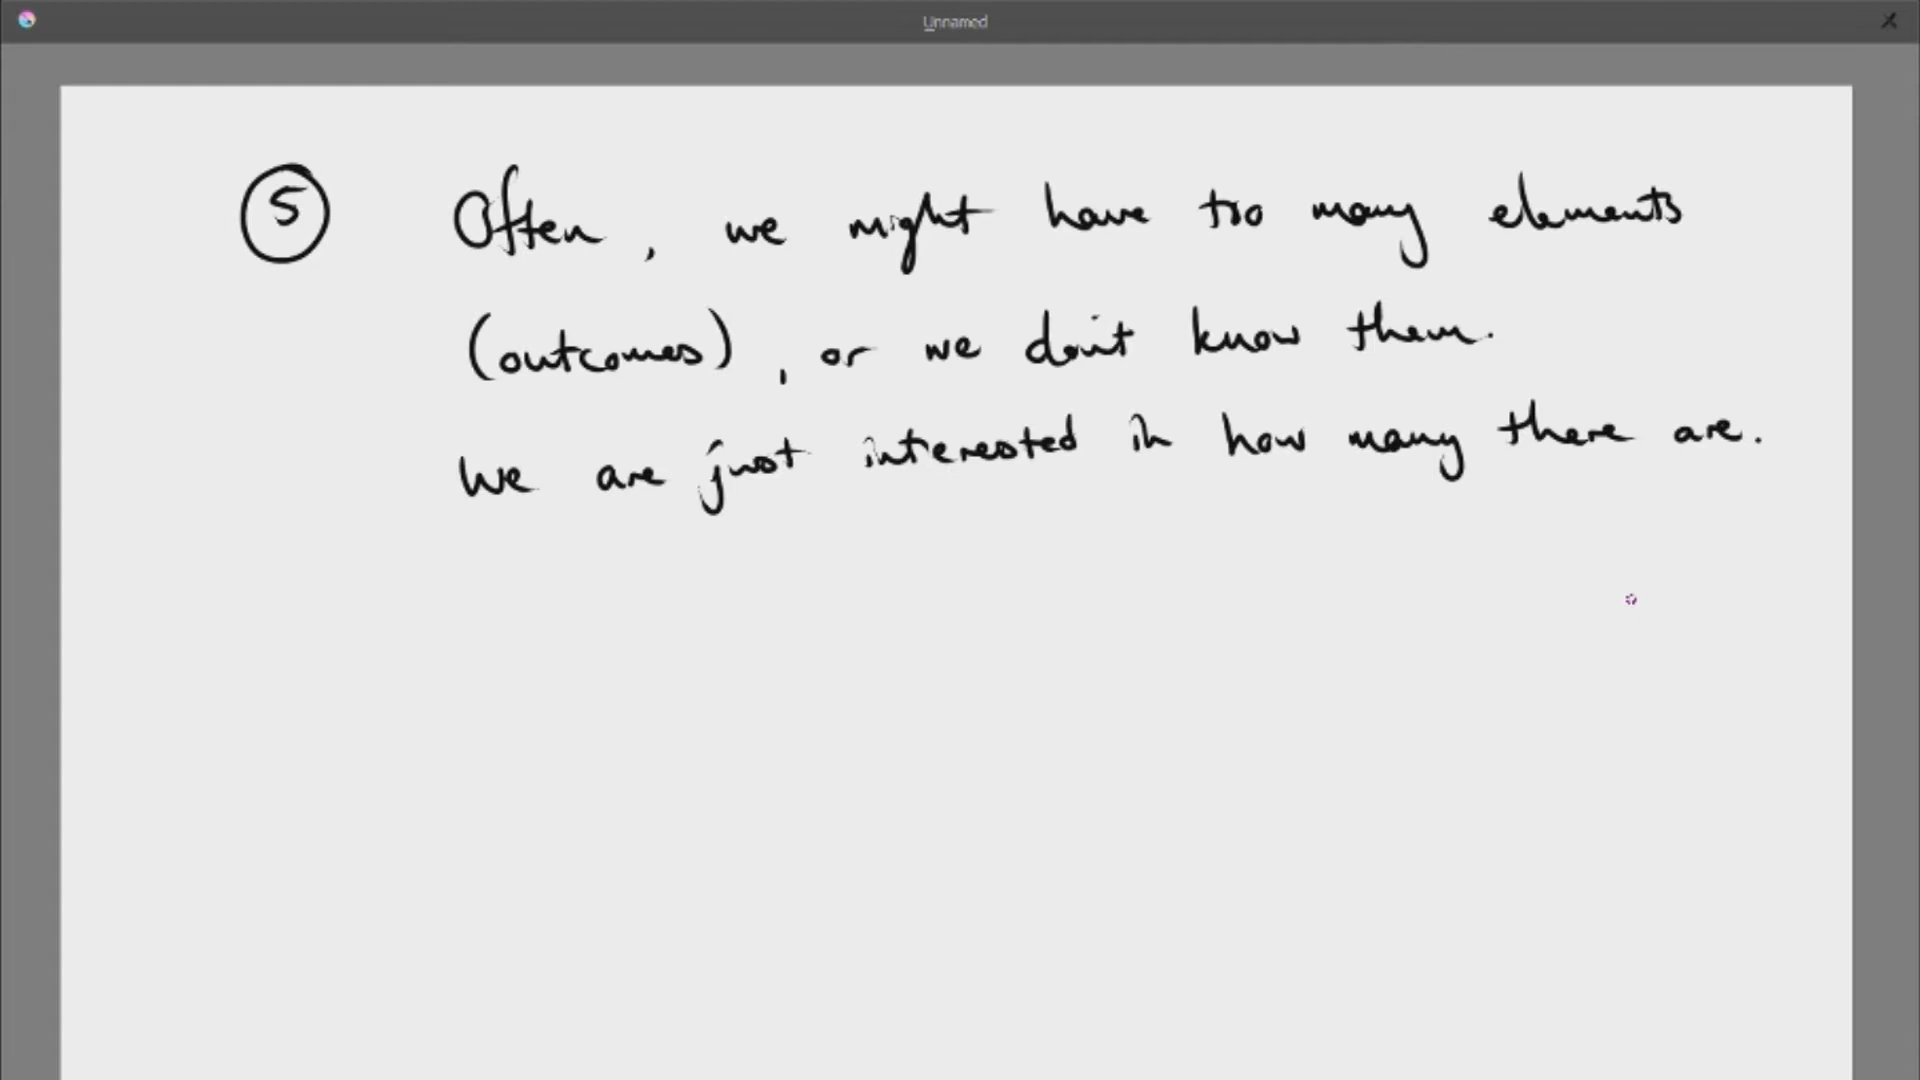 Unnamed
5 Often, we might have too many elements
(outcomes), or we don't know them.
We are just interested in how many there are.